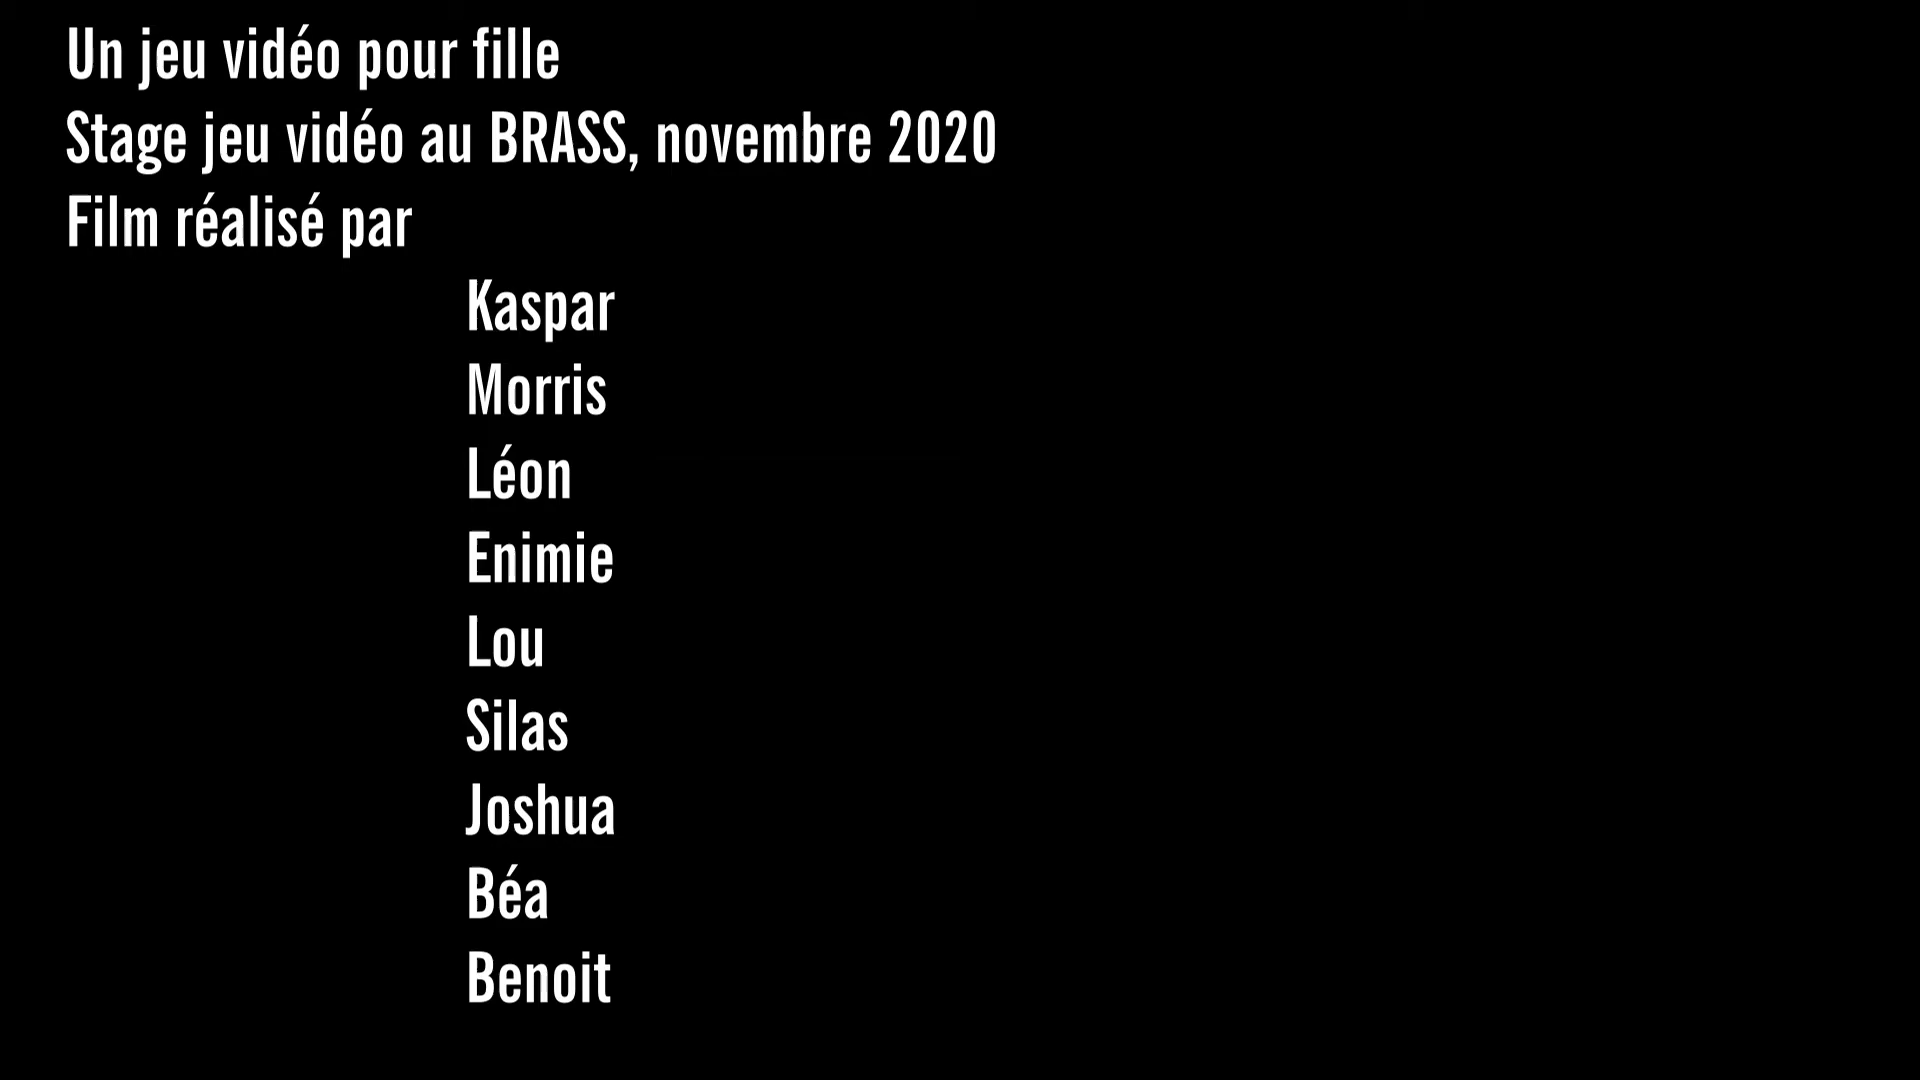 Un jeu vidéo pour fille
Stage jeu vidéo au BRASS, novembre 2020
Film réalisé par
Kaspar
Morris
Léon
Enimie
Lou
Silas
Joshua
Béa
Benoit